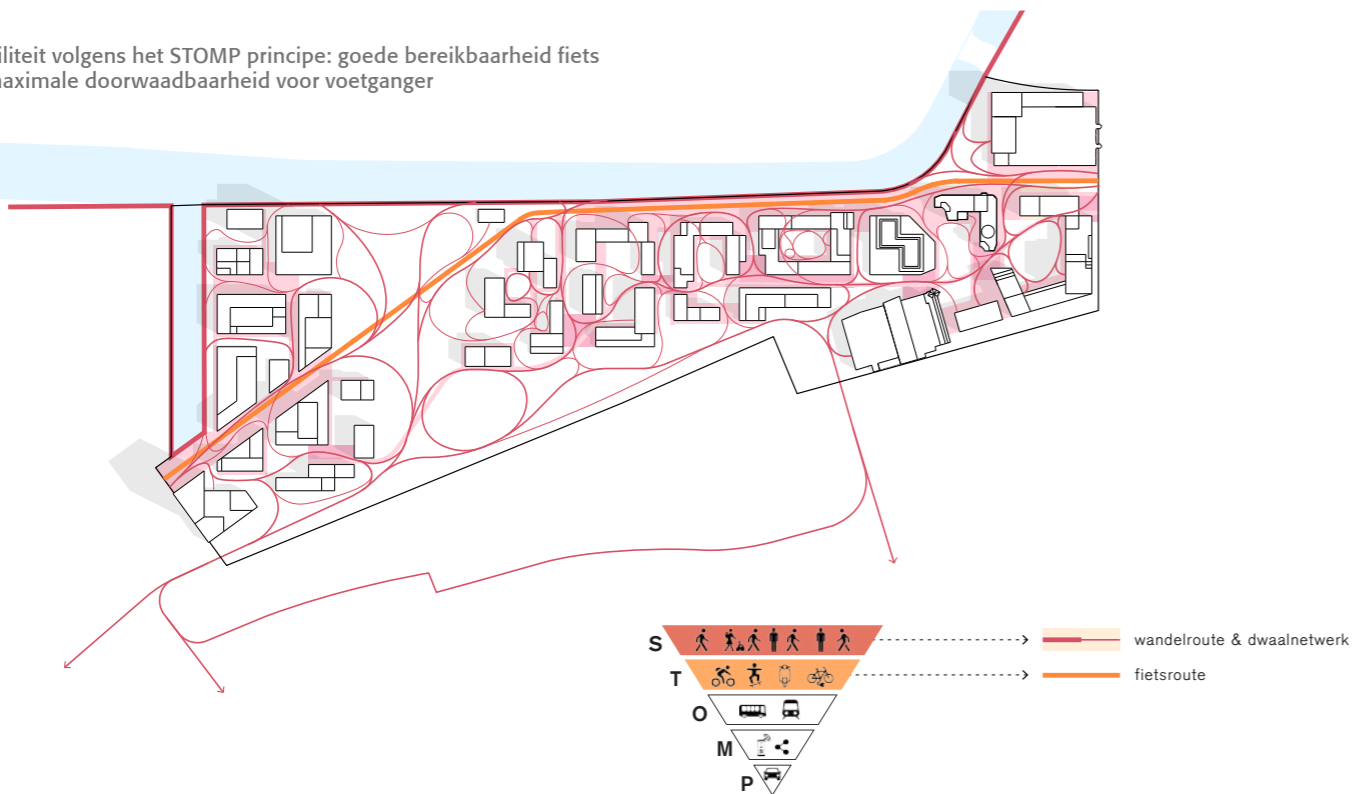 iliteit volgens het STOMP principe: goede bereikbaarheid fiets
naximale doorwaadbaarheid voor voetganger
S
wandelroute & dwaalnetwerk
T
fietsroute
O
M
P